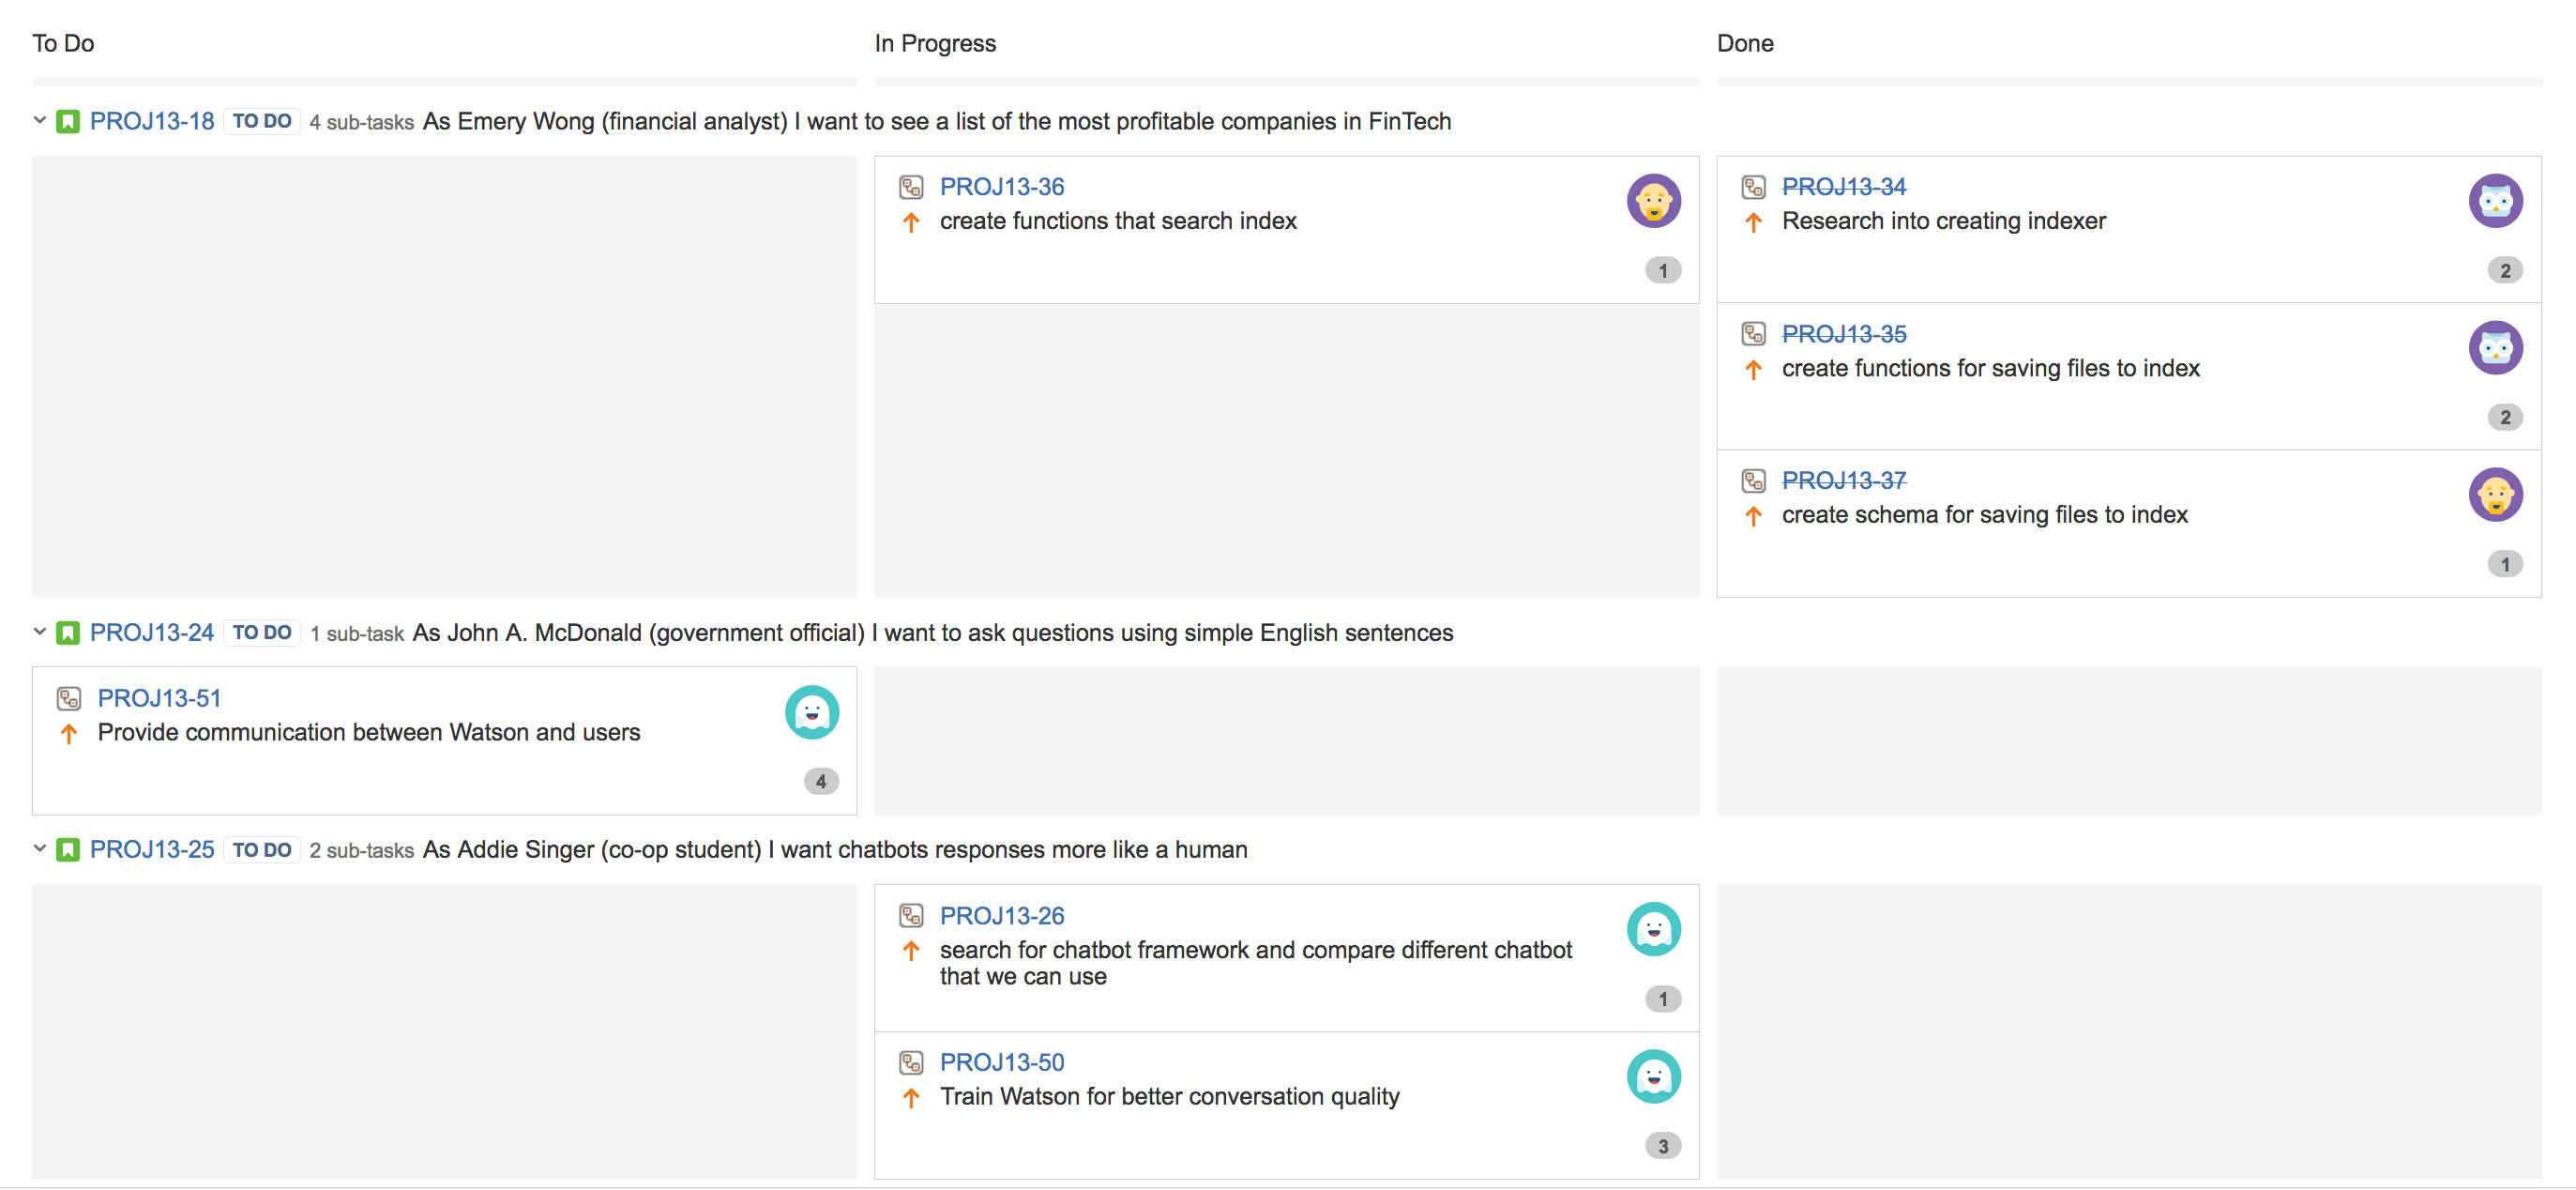 To Do
In Progress
Done
PROJ13-18 TO DO 4 sub-tasks As Emery Wong (financial analyst) I want to see a list of the most profitable companies in FinTech
PROJ13-36
create functions that search index
1
PROJ13-34
Research into creating indexer
2
PROJ13-35
create functions for saving files to index
2
PROJ13-37
create schema for saving files to index
1
PROJ13-24 TO DO 1 sub-task As John A. McDonald (government official) I want to ask questions using simple English sentences
PROJ13-51
Provide communication between Watson and users
4
PROJ13-25 TO DO 2 sub-tasks As Addie Singer (co-op student) I want chatbots responses more like a human
PROJ13-26
search for chatbot framework and compare different chatbot
that we can use
1
PROJ13-50
Train Watson for better conversation quality
3